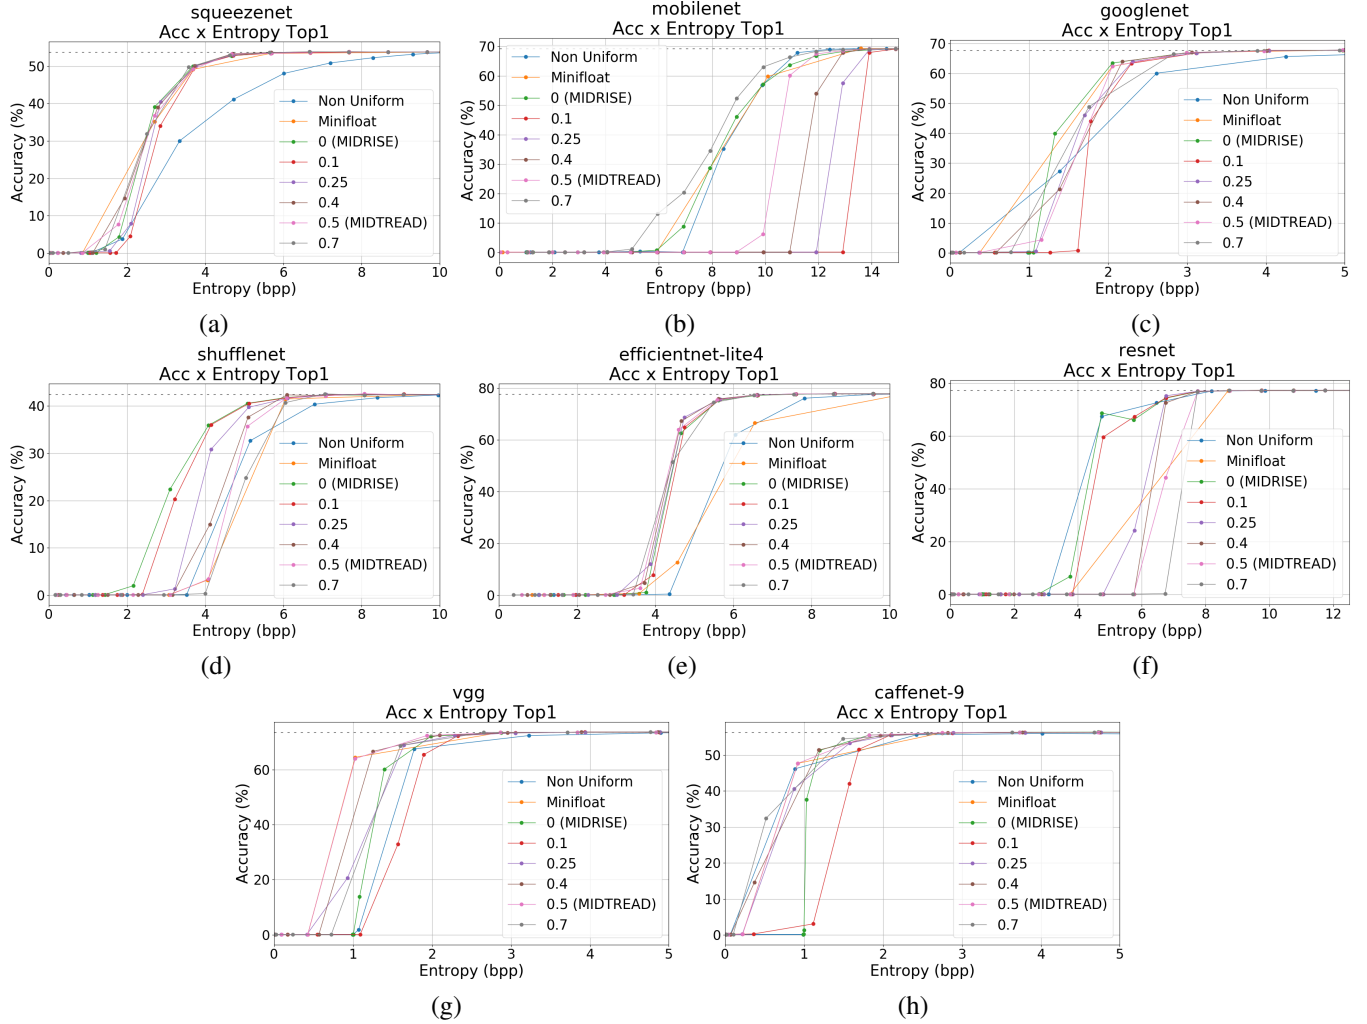 squeezenet
Acc x Entropy Top1
Accuracy (%)
50
40
30
20
10
0
0 2 4 6 8 10
Entropy (bpp)
Non Uniform
Minifloat
0 (MIDRISE)
0.1
0.25
0.4
0.5 (MIDTREAD)
0.7
(a)
mobilenet
Acc x Entropy Top1
Accuracy (%)
70
60
50
40
30
20
10
0
0 2 4 6 8 10 12 14
Entropy (bpp)
Non Uniform
Minifloat
0 (MIDRISE)
0.1
0.25
0.4
0.5 (MIDTREAD)
0.7
(b)
googlenet
Acc x Entropy Top1
Accuracy (%)
70
60
50
40
30
20
10
0
0 1 2 3 4 5
Entropy (bpp)
Non Uniform
Minifloat
0 (MIDRISE)
0.1
0.25
0.4
0.5 (MIDTREAD)
0.7
(c)
shufflenet
Acc x Entropy Top1
Accuracy (%)
40
30
20
10
0
0 2 4 6 8 10
Entropy (bpp)
Non Uniform
Minifloat
0 (MIDRISE)
0.1
0.25
0.4
0.5 (MIDTREAD)
0.7
(d)
efficientnet-lite4
Acc x Entropy Top1
Accuracy (%)
80
60
40
20
0
0 2 4 6 8 10
Entropy (bpp)
Non Uniform
Minifloat
0 (MIDRISE)
0.1
0.25
0.4
0.5 (MIDTREAD)
0.7
(e)
resnet
Acc x Entropy Top1
Accuracy (%)
80
60
40
20
0
0 2 4 6 8 10 12
Entropy (bpp)
Non Uniform
Minifloat
0 (MIDRISE)
0.1
0.25
0.4
0.5 (MIDTREAD)
0.7
(f)
vgg
Acc x Entropy Top1
Accuracy (%)
60
40
20
0
0 1 2 3 4 5
Entropy (bpp)
Non Uniform
Minifloat
0 (MIDRISE)
0.1
0.25
0.4
0.5 (MIDTREAD)
0.7
(g)
caffenet-9
Acc x Entropy Top1
Accuracy (%)
50
40
30
20
10
0
0 1 2 3 4 5
Entropy (bpp)
Non Uniform
Minifloat
0 (MIDRISE)
0.1
0.25
0.4
0.5 (MIDTREAD)
0.7
(h)